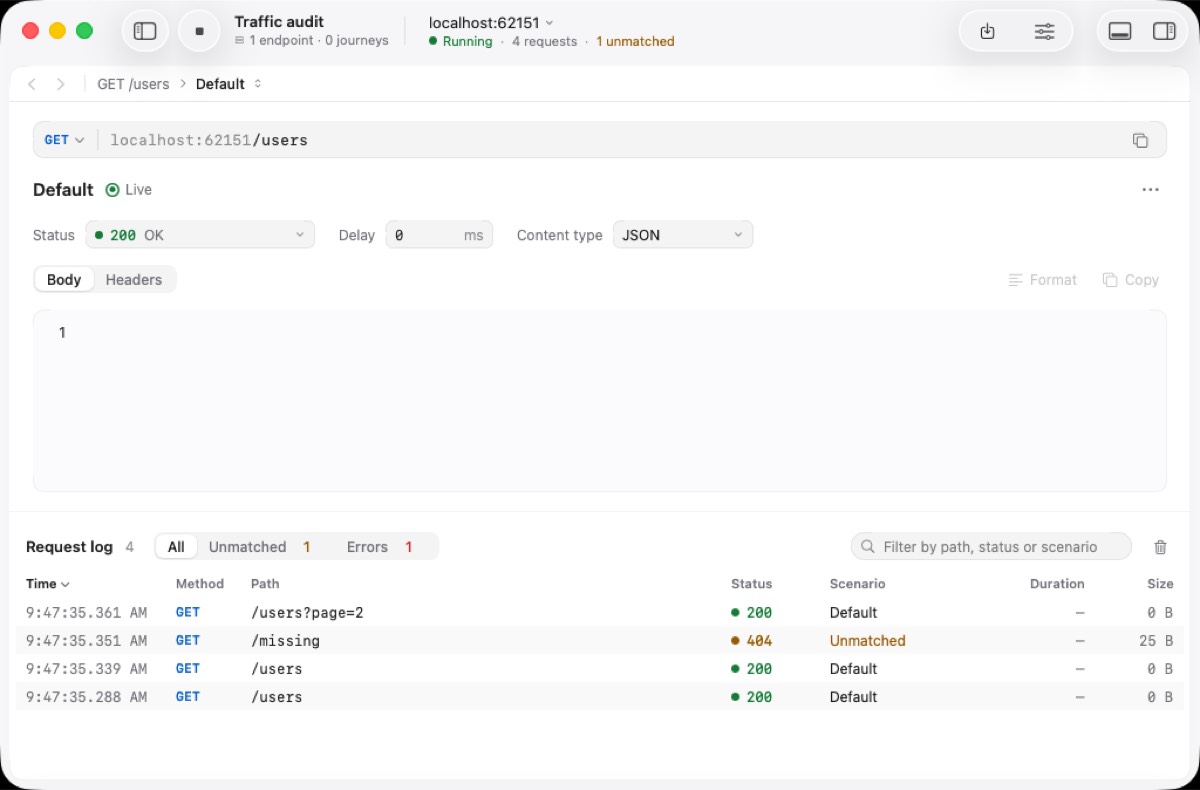 Traffic audit
1 endpoint · 0 journeys
localhost:62151
Running · 4 requests · 1 unmatched
GET /users > Default
GET localhost:62151/users
Default Live
Status 200 OK Delay 0 ms Content type JSON
Body Headers Format Copy
1
Request log 4 All Unmatched 1 Errors 1 Filter by path, status or scenario
Time Method Path Status Scenario Duration Size
9:47:35.361 AM GET /users?page=2 200 Default — 0 B
9:47:35.351 AM GET /missing 404 Unmatched — 25 B
9:47:35.339 AM GET /users 200 Default — 0 B
9:47:35.288 AM GET /users 200 Default — 0 B